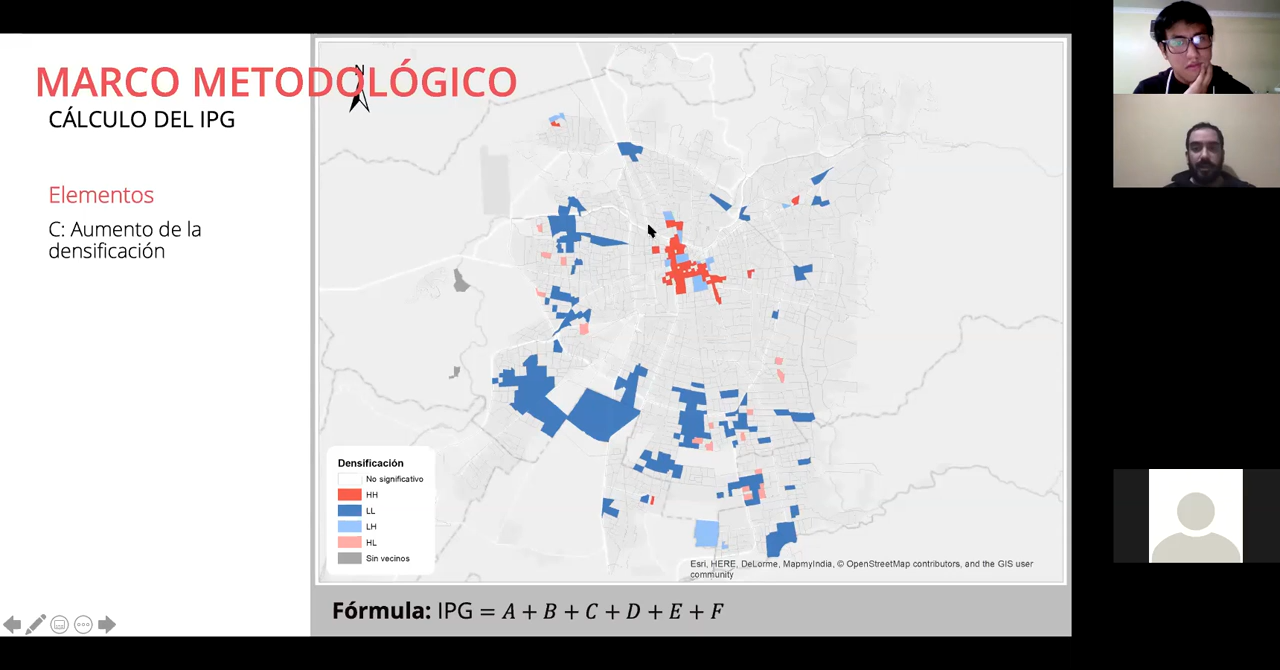 MARCO METODOLÓGICO
CÁLCULO DEL IPG
Elementos
C: Aumento de la
densificación
N
Densificación
No significativo
HH
LL
LH
HL
Sin vecinos
Esri, HERE, DeLorme, MapmyIndia, © OpenStreetMap contributors, and the GIS user
community
Fórmula: IPG = A + B + C + D + E + F